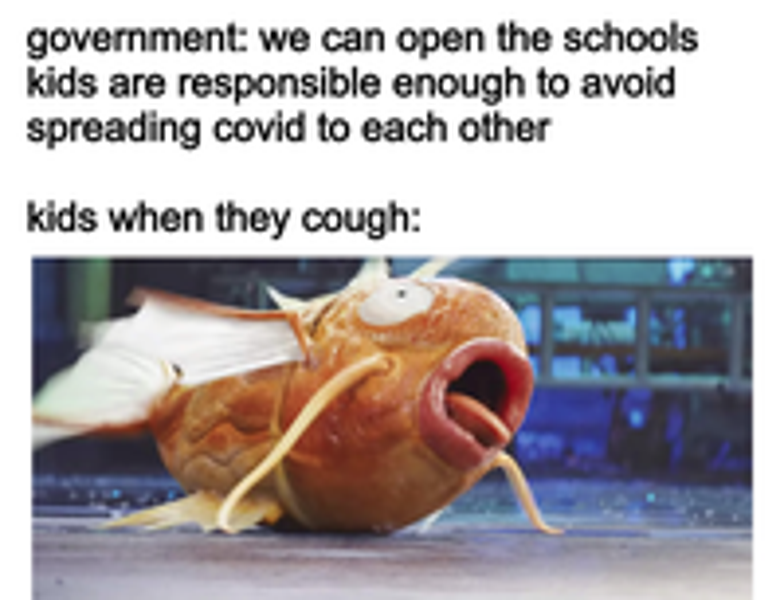 government: we can open the schools
kids are responsible enough to avoid
spreading covid to each other
kids when they cough: